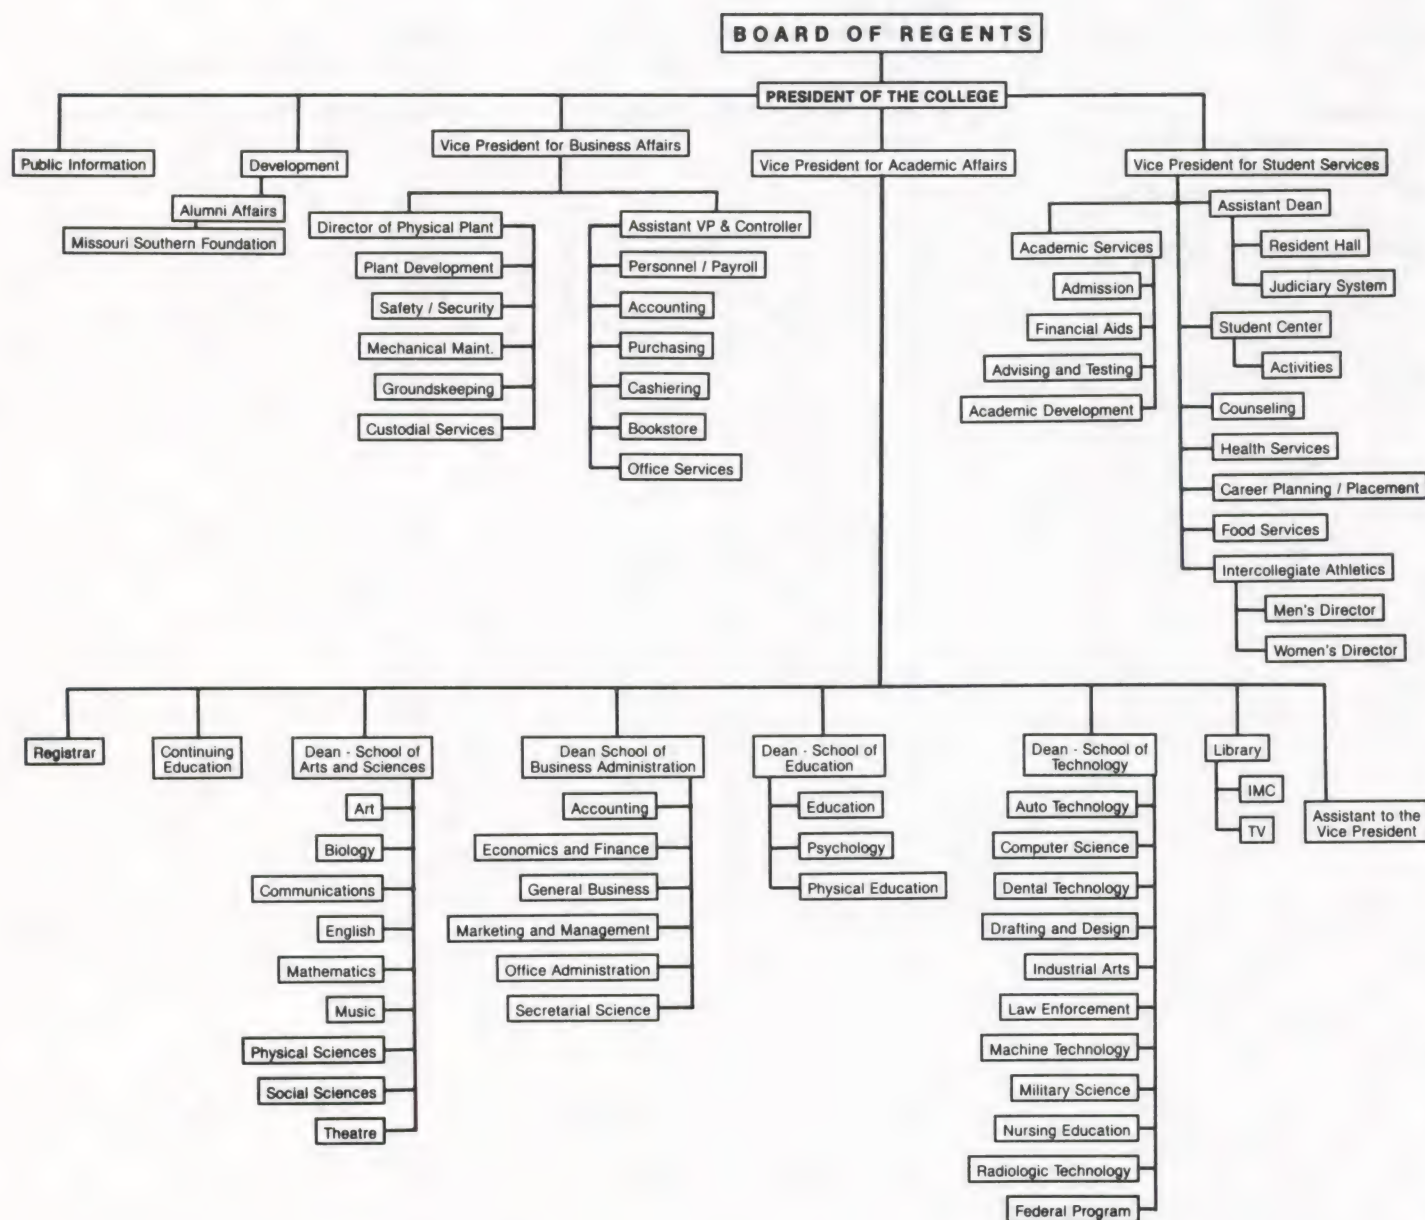 BOARD OF REGENTS
PRESIDENT OF THE COLLEGE
Public Information
Development
Alumni Affairs
Missouri Southern Foundation
Vice President for Business Affairs
Director of Physical Plant
Plant Development
Safety / Security
Mechanical Maint.
Groundskeeping
Custodial Services
Assistant VP & Controller
Personnel / Payroll
Accounting
Purchasing
Cashiering
Bookstore
Office Services
Vice President for Academic Affairs
Vice President for Student Services
Academic Services
Admission
Financial Aids
Advising and Testing
Academic Development
Assistant Dean
Resident Hall
Judiciary System
Student Center
Activities
Counseling
Health Services
Career Planning / Placement
Food Services
Intercollegiate Athletics
Men's Director
Women's Director
Registrar
Continuing
Education
Dean - School of
Arts and Sciences
Art
Biology
Communications
English
Mathematics
Music
Physical Sciences
Social Sciences
Theatre
Dean School of
Business Administration
Accounting
Economics and Finance
General Business
Marketing and Management
Office Administration
Secretarial Science
Dean - School of
Education
Education
Psychology
Physical Education
Dean - School of
Technology
Auto Technology
Computer Science
Dental Technology
Drafting and Design
Industrial Arts
Law Enforcement
Machine Technology
Military Science
Nursing Education
Radiologic Technology
Federal Program
Library
IMC
TV
Assistant to the
Vice President